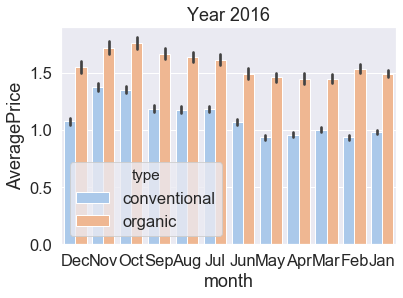 Year 2016
AveragePrice
1.5
1.0
0.5
0.0
type
conventional
organic
Dec Nov Oct Sep Aug Jul Jun May Apr Mar Feb Jan
month